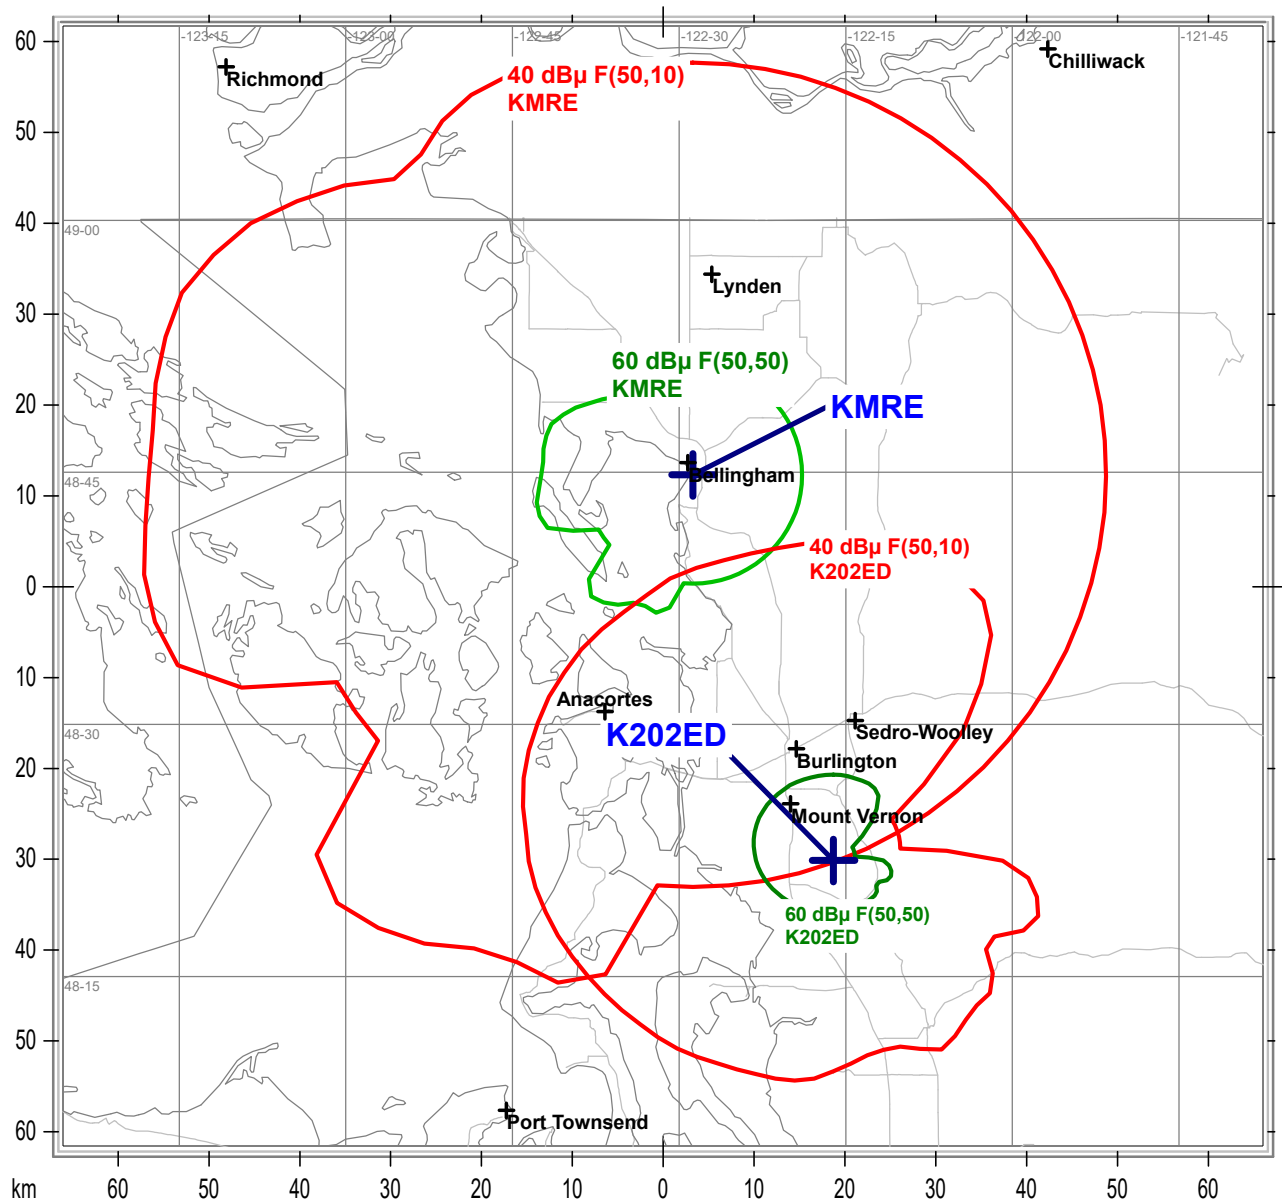 60
-123-15
-123-00
-122-45
-122-30
-122-15
-122-00
-121-45
Richmond
40 dBµ F(50,10)
KMRE
Chilliwack
50
40
49-00
Lynden
30
60 dBµ F(50,50)
KMRE
20
KMRE
48-45
Bellingham
10
40 dBµ F(50,10)
K202ED
0
10
Anacortes
K202ED
48-30
Sedro-Woolley
Burlington
20
Mount Vernon
30
60 dBµ F(50,50)
K202ED
40
48-15
50
Port Townsend
60
km
60
50
40
30
20
10
0
10
20
30
40
50
60